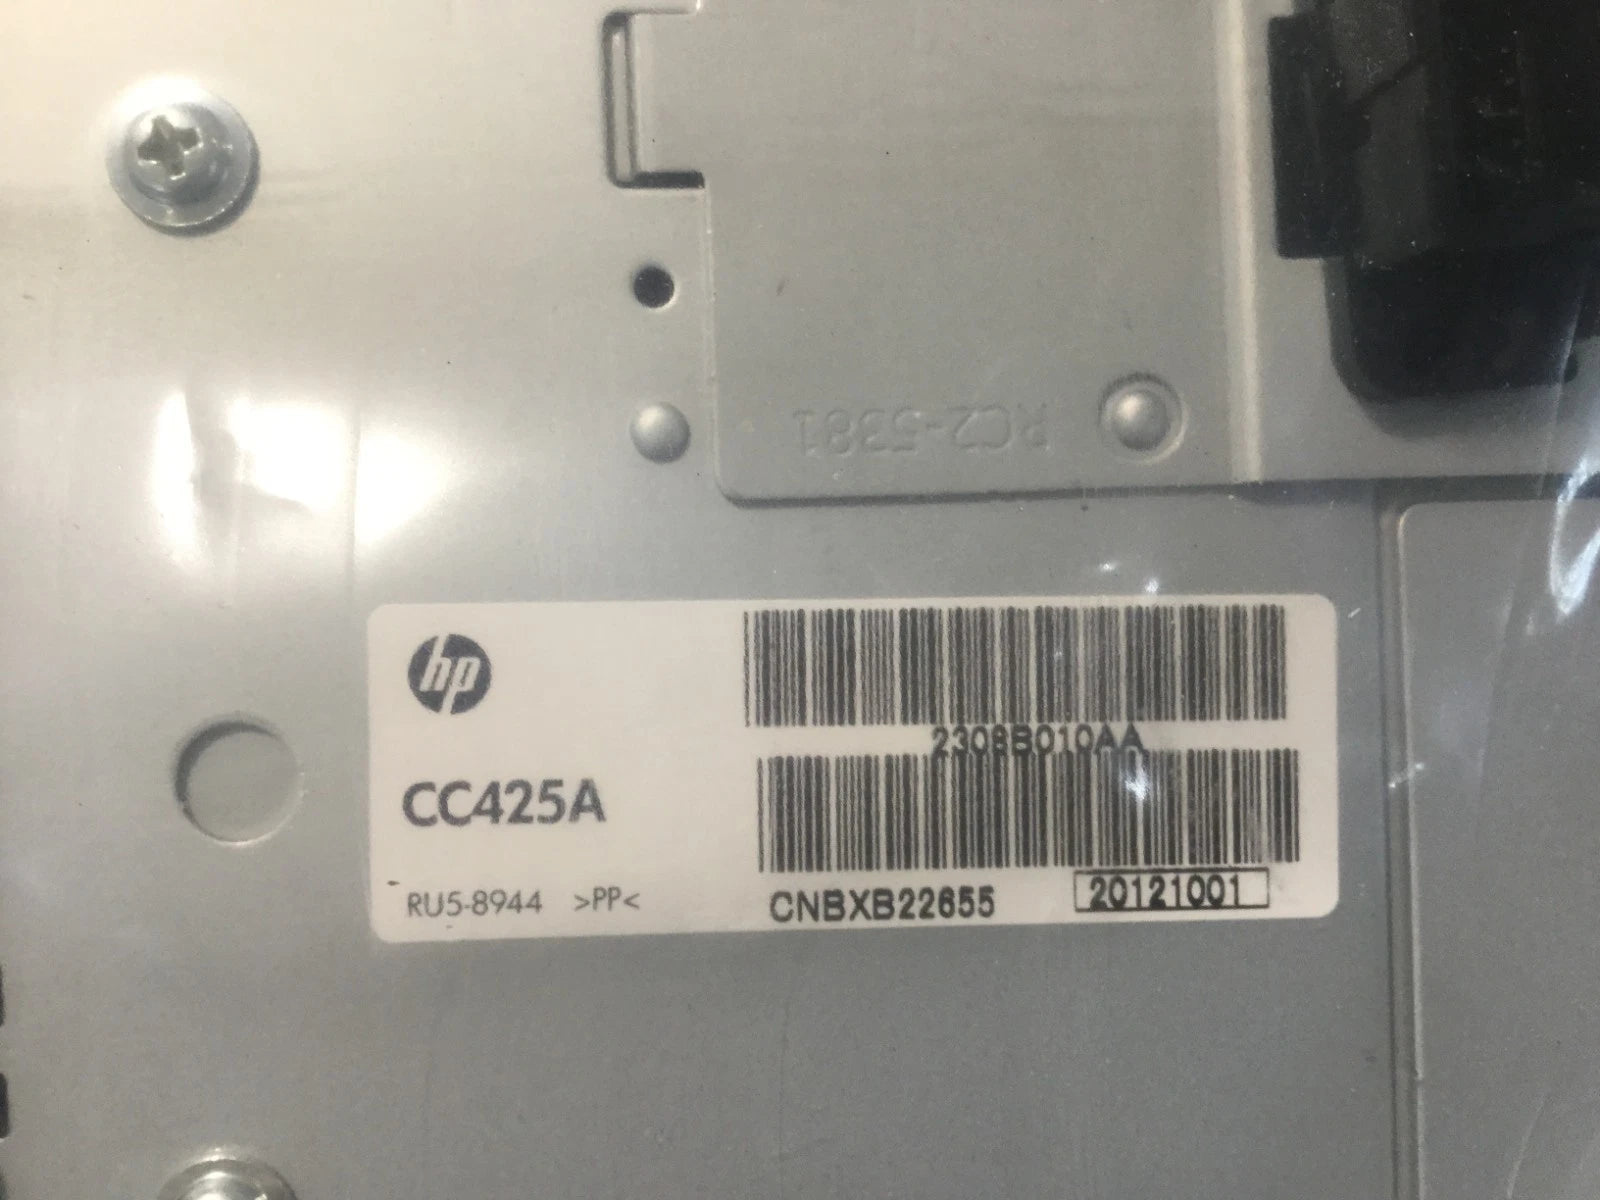 RC2-5381
hp
2308B010AA
CC425A
RU5-8944 >PP<
CNBXB22655
20121001